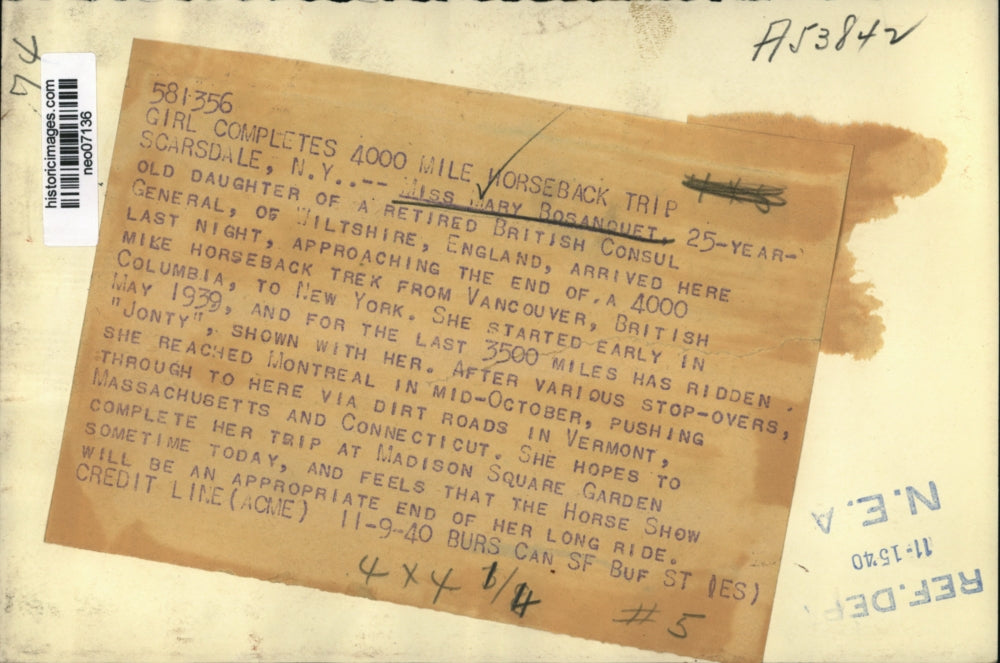 A53842
74
historicimages.com
neo07136
581356
GIRL COMPLETES 4000 MILE HORSEBACK TRIP
SCARSDALE, N.Y..-- MISS MARY BOSANQUET, 25-YEAR-
OLD DAUGHTER OF A RETIRED BRITISH CONSUL
GENERAL, OF WILTSHIRE, ENGLAND, ARRIVED HERE
LAST NIGHT, APPROACHING THE END OF A 4000
MILE HORSEBACK TREK FROM VANCOUVER, BRITISH
COLUMBIA, TO NEW YORK. SHE STARTED EARLY IN
MAY 1939, AND FOR THE LAST 3500 MILES HAS RIDDEN
"JONTY", SHOWN WITH HER. AFTER VARIOUS STOP-OVERS,
SHE REACHED MONTREAL IN MID-OCTOBER, PUSHING
THROUGH TO HERE VIA DIRT ROADS IN VERMONT,
MASSACHUSETTS AND CONNECTICUT. SHE HOPES TO
COMPLETE HER TRIP AT MADISON SQUARE GARDEN
SOMETIME TODAY, AND FEELS THAT THE HORSE SHOW
WILL BE AN APPROPRIATE END OF HER LONG RIDE.
CREDIT LINE (ACME) 11-9-40 BURS CAN SF BUF ST (ES)
4 X 4 1/4
# 5
REF. DEP.
11-15'40
N.E.A